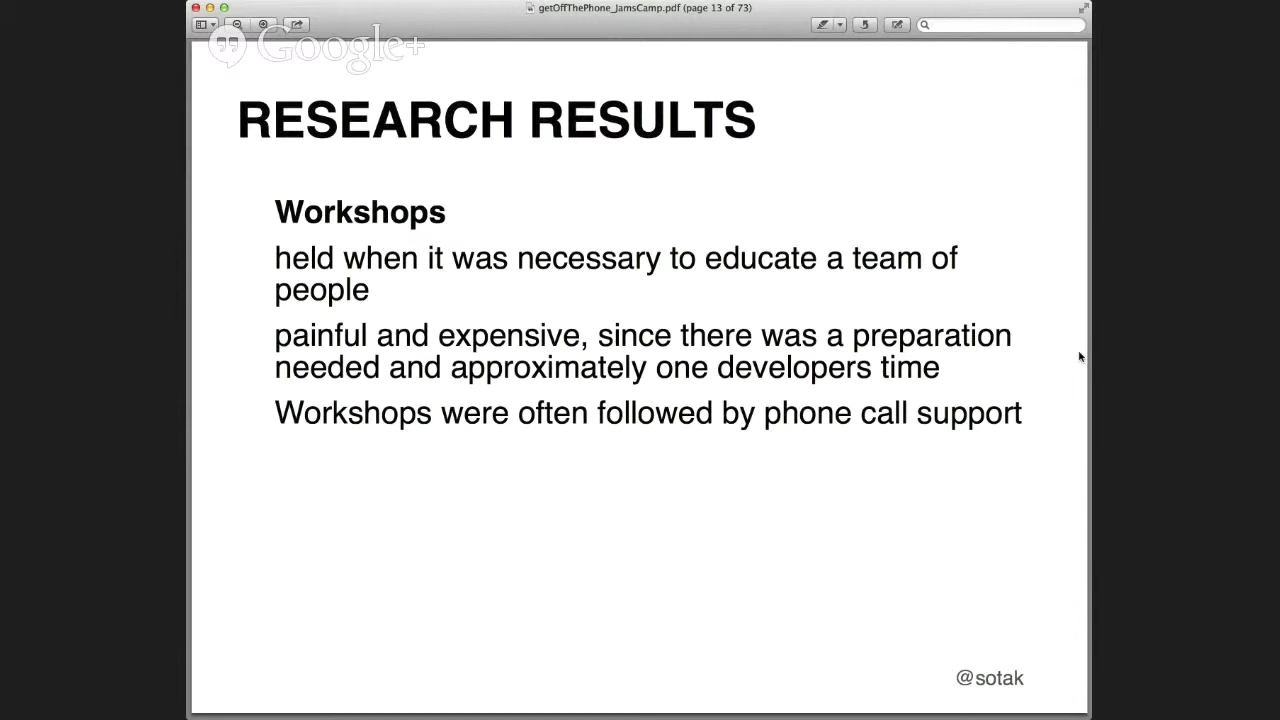 getOffThePhone_JamsCamp.pdf (page 13 of 73)
Google+
RESEARCH RESULTS
Workshops
held when it was necessary to educate a team of
people
painful and expensive, since there was a preparation
needed and approximately one developers time
Workshops were often followed by phone call support
@sotak